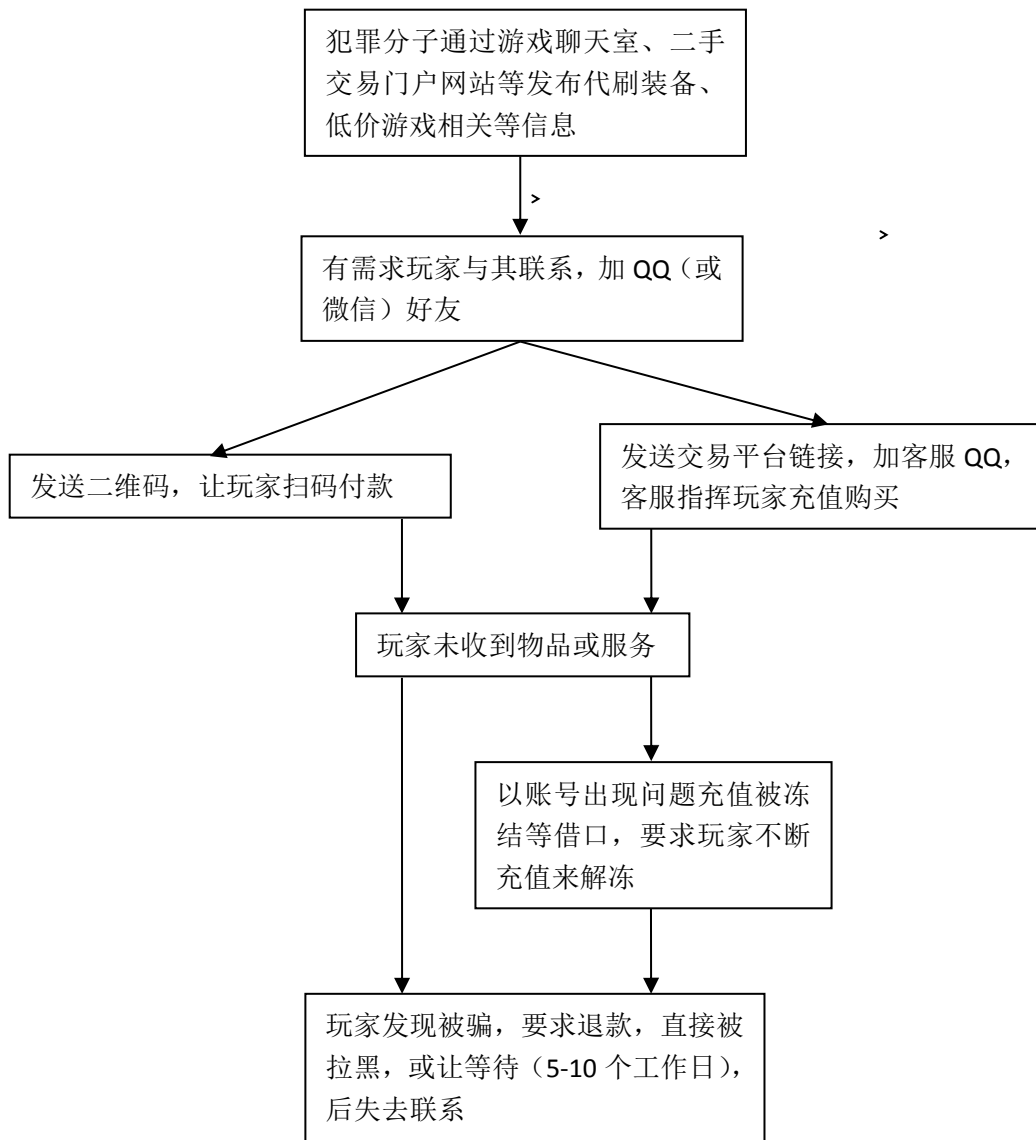 犯罪分子通过游戏聊天室、二手
交易门户网站等发布代刷装备、
低价游戏相关等信息
>
>
有需求玩家与其联系，加 QQ（或
微信）好友
发送二维码，让玩家扫码付款
发送交易平台链接，加客服 QQ，
客服指挥玩家充值购买
玩家未收到物品或服务
以账号出现问题充值被冻
结等借口，要求玩家不断
充值来解冻
玩家发现被骗，要求退款，直接被
拉黑，或让等待（5-10 个工作日），
后失去联系